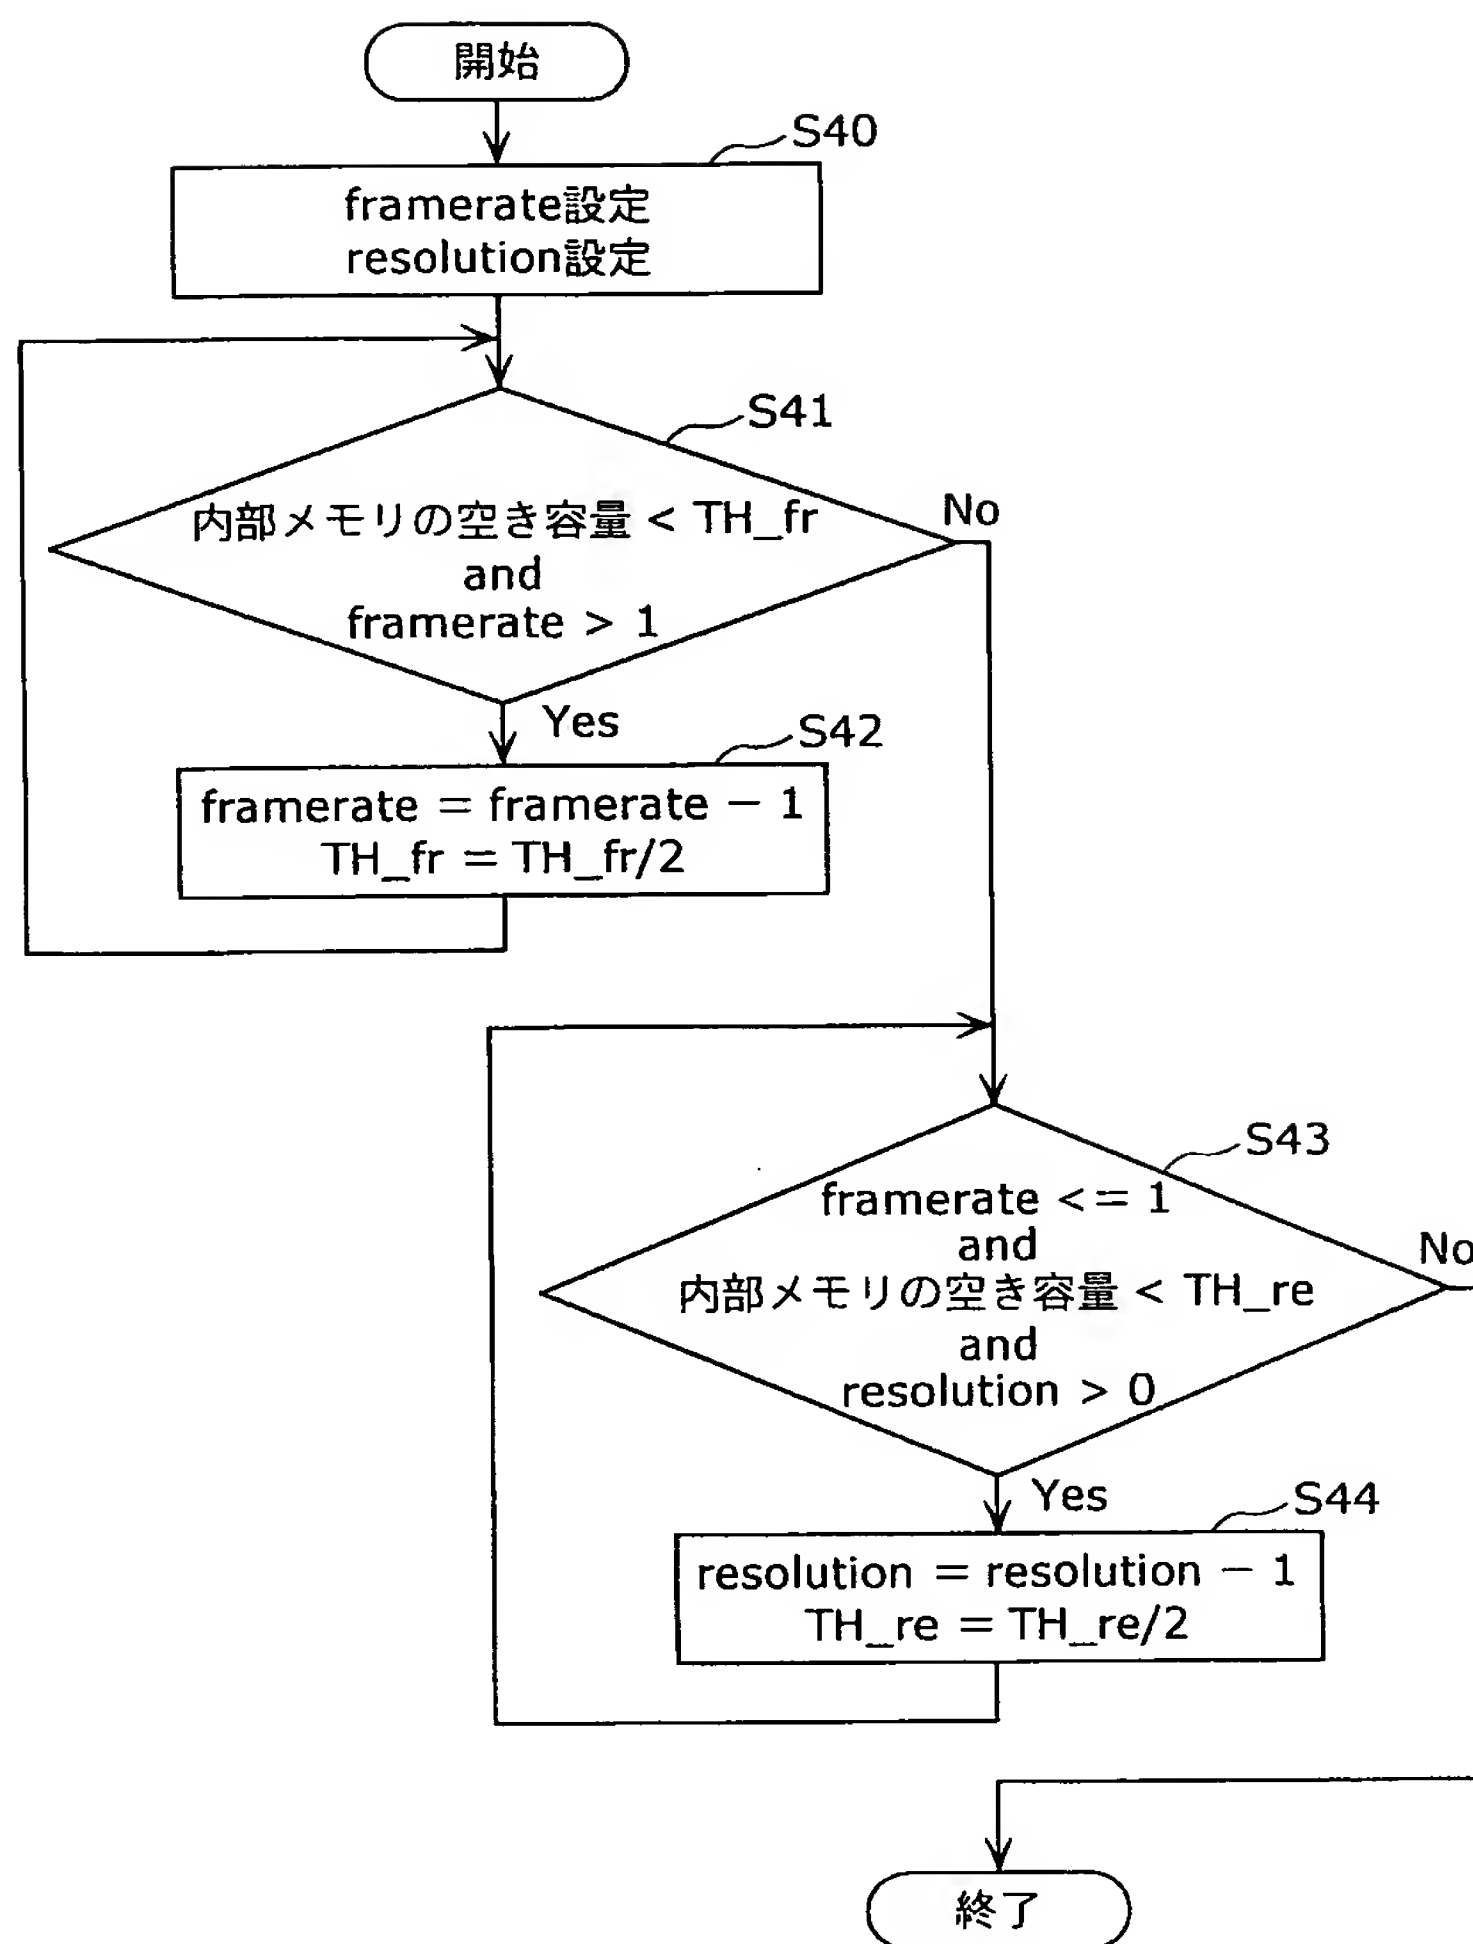 開始
S40
framerate設定
resolution設定
S41
内部メモリの空き容量 < TH_fr
and
framerate > 1
No
Yes
S42
framerate = framerate − 1
TH_fr = TH_fr/2
S43
framerate <= 1
and
内部メモリの空き容量 < TH_re
and
resolution > 0
No
Yes
S44
resolution = resolution − 1
TH_re = TH_re/2
終了